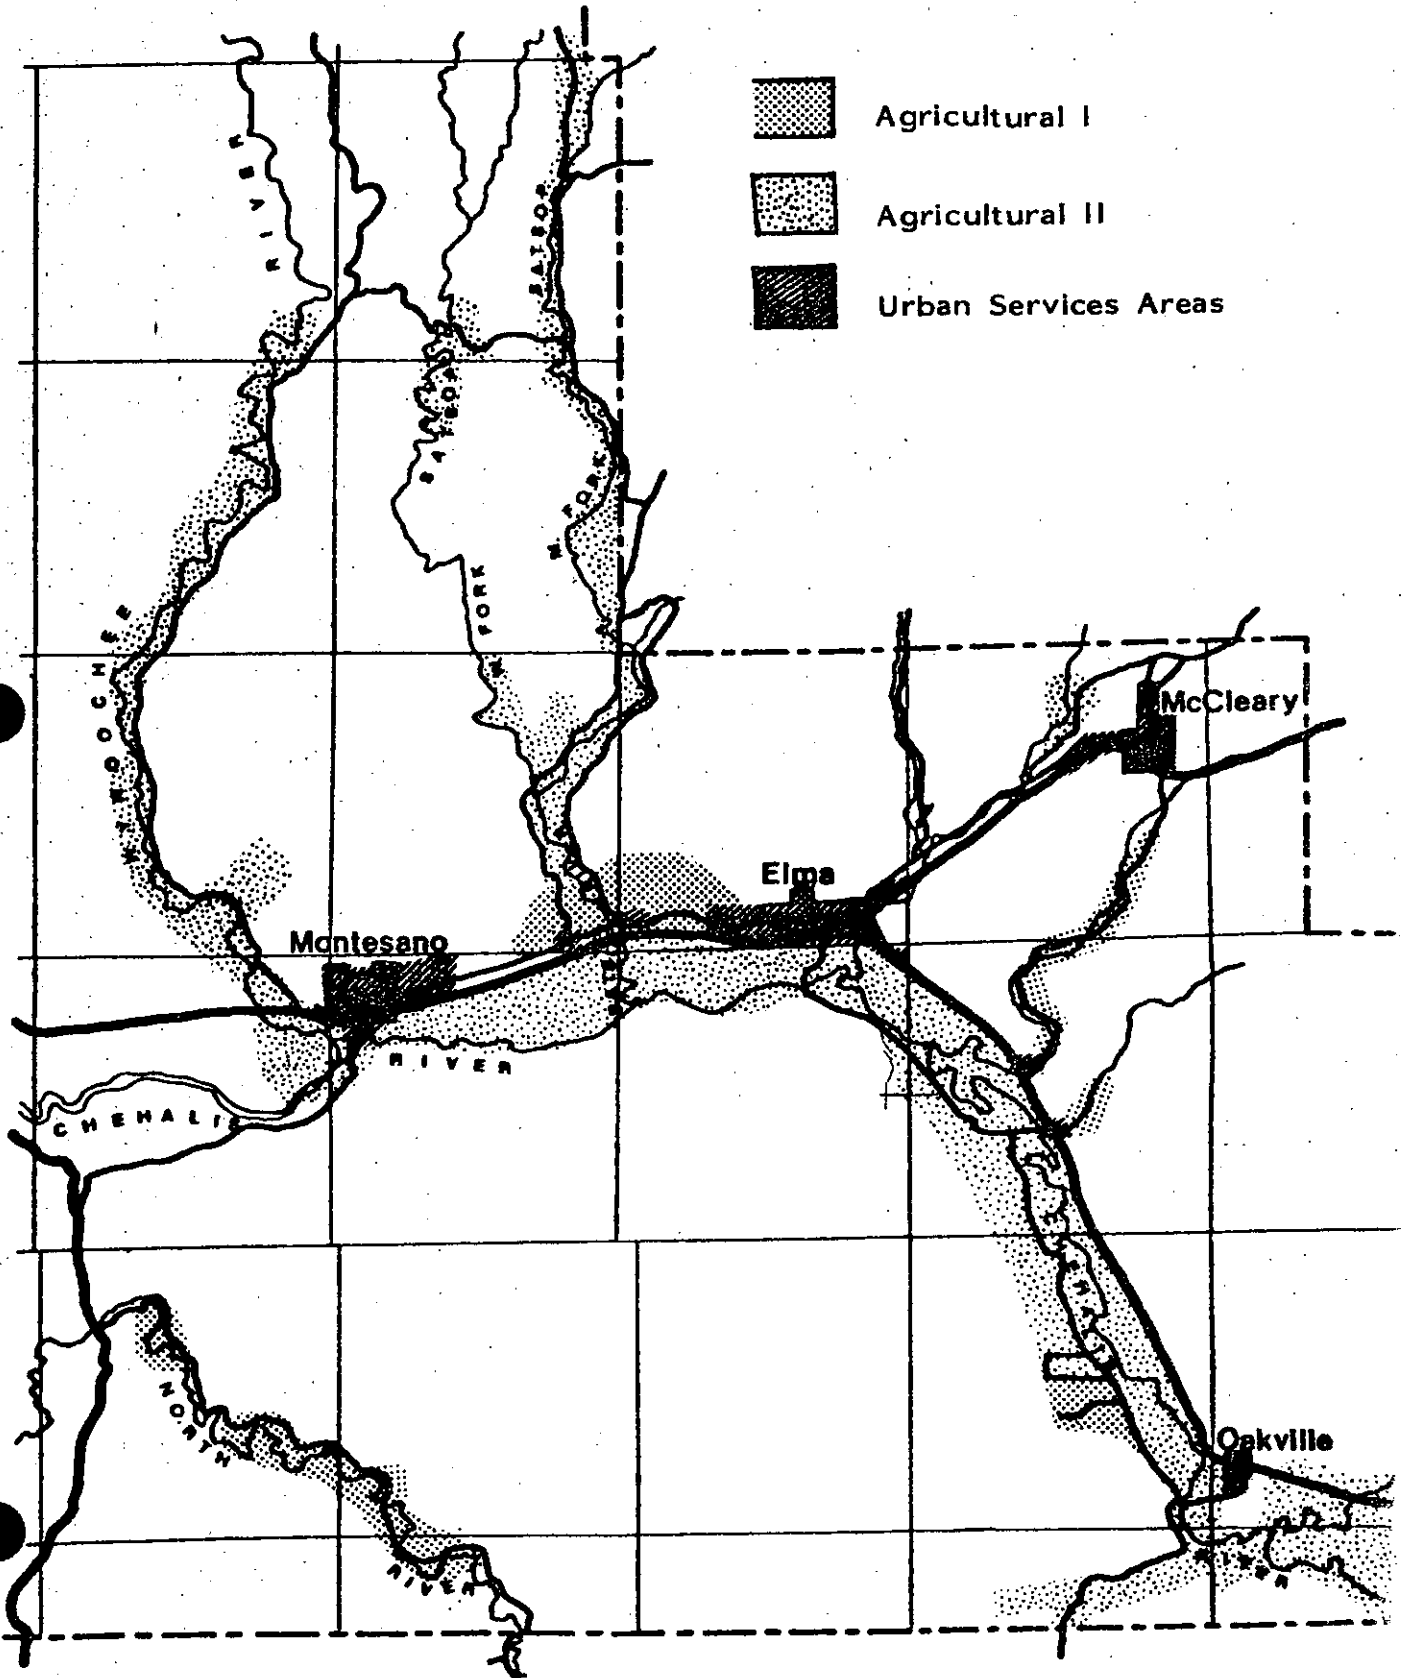 Agricultural I
Agricultural II
Urban Services Areas
RIVER
SATSOP
SATSOP
M. FORK
W. FORK
WYNOOCHEE
McCleary
Elma
Montesano
RIVER
CHEHALIS
Oakville
NORTH
RIVER
RIVER